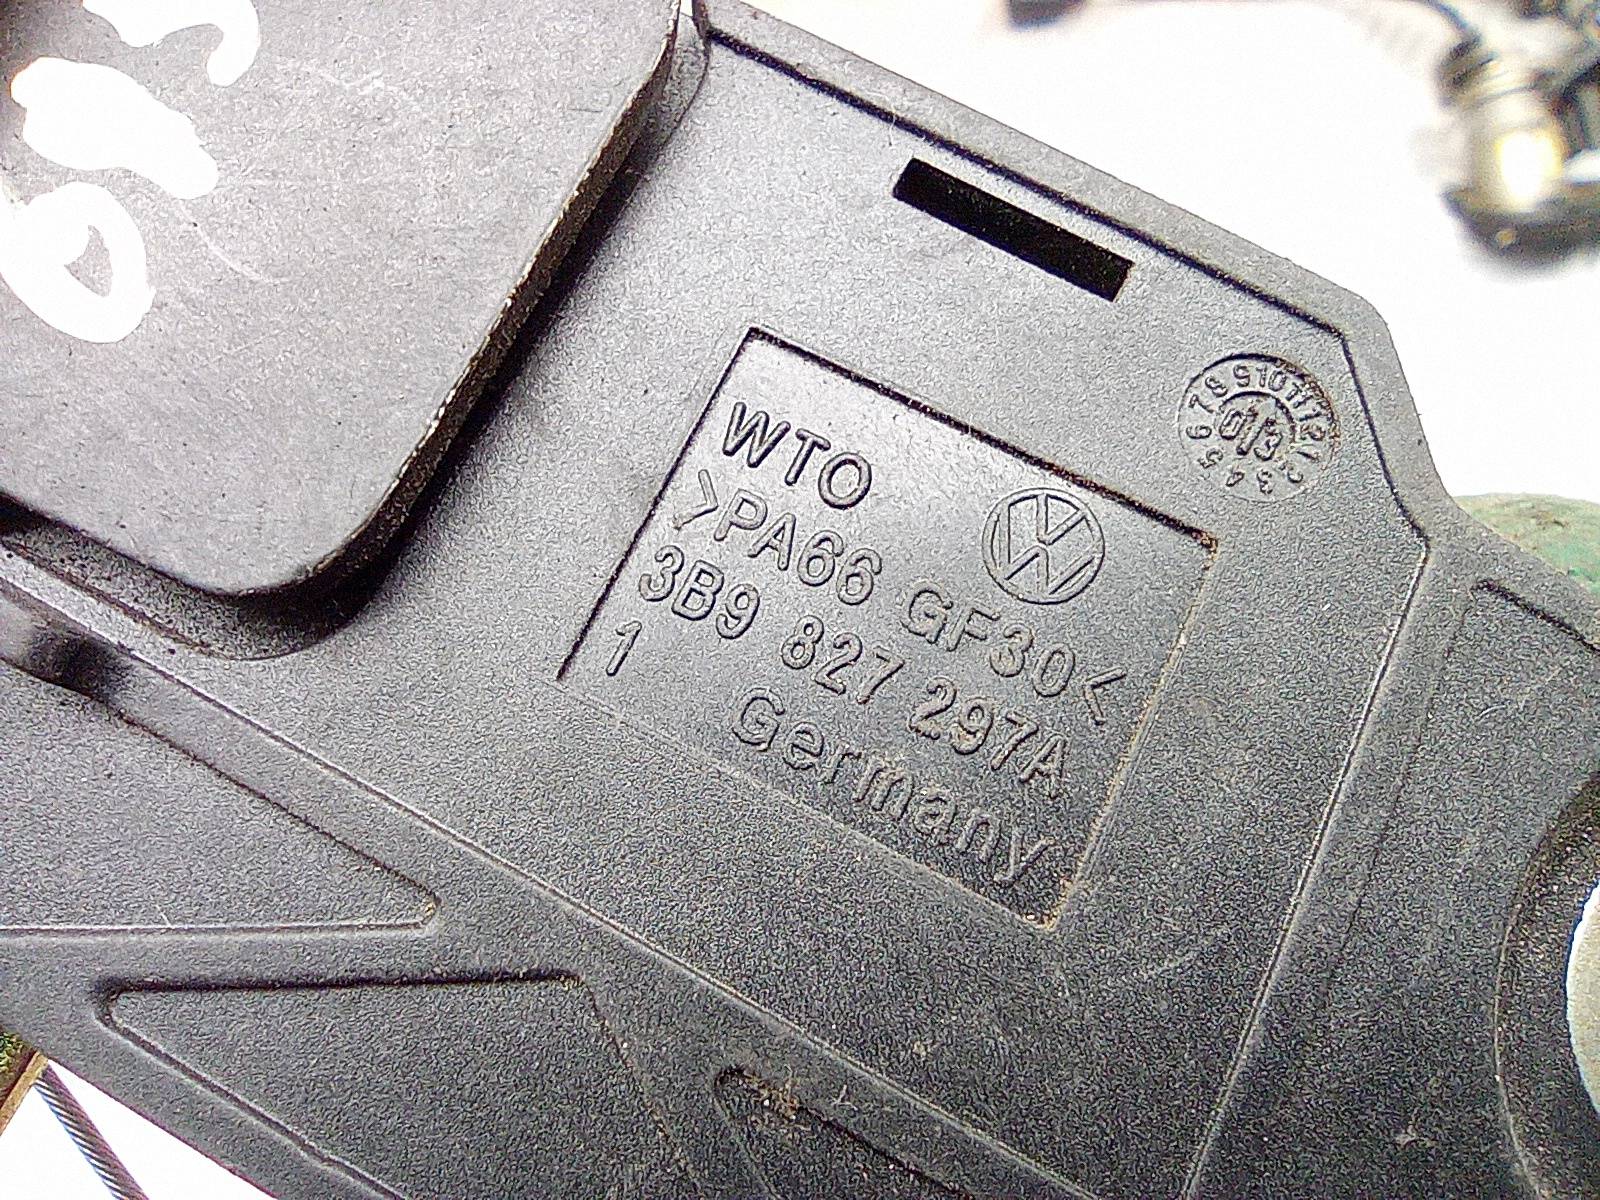 WTO
>PA66 GF30<
3B9 827 297A
1 Germany